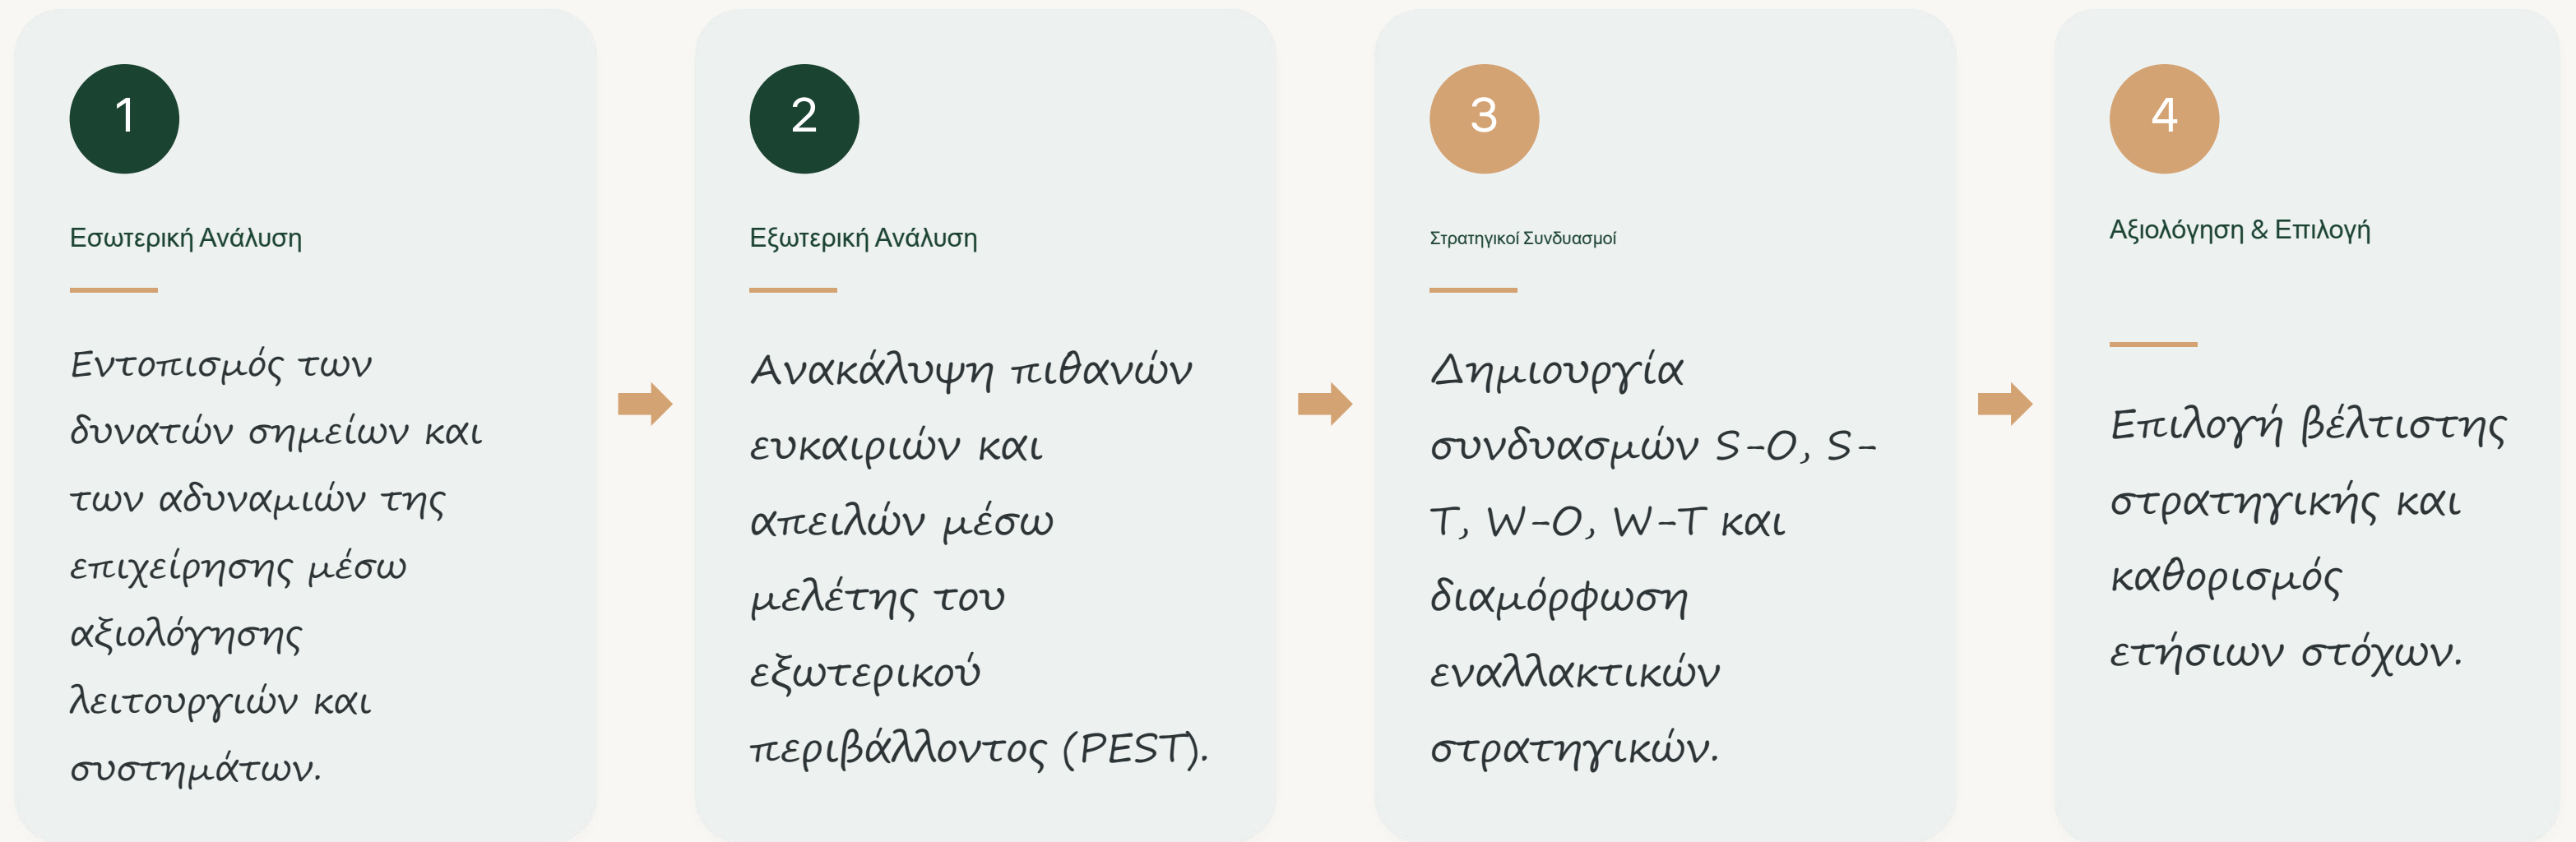 1
Εσωτερική Ανάλυση
Εντοπισμός των
δυνατών σημείων και
των αδυναμιών της
επιχείρησης μέσω
αξιολόγησης
λειτουργιών και
συστημάτων.
2
Εξωτερική Ανάλυση
Ανακάλυψη πιθανών
ευκαιριών και
απειλών μέσω
μελέτης του
εξωτερικού
περιβάλλοντος (PEST).
3
Στρατηγικοί Συνδυασμοί
Δημιουργία
συνδυασμών S-O, S-
T, W-O, W-T και
διαμόρφωση
εναλλακτικών
στρατηγικών.
4
Αξιολόγηση & Επιλογή
Επιλογή βέλτιστης
στρατηγικής και
καθορισμός
ετήσιων στόχων.